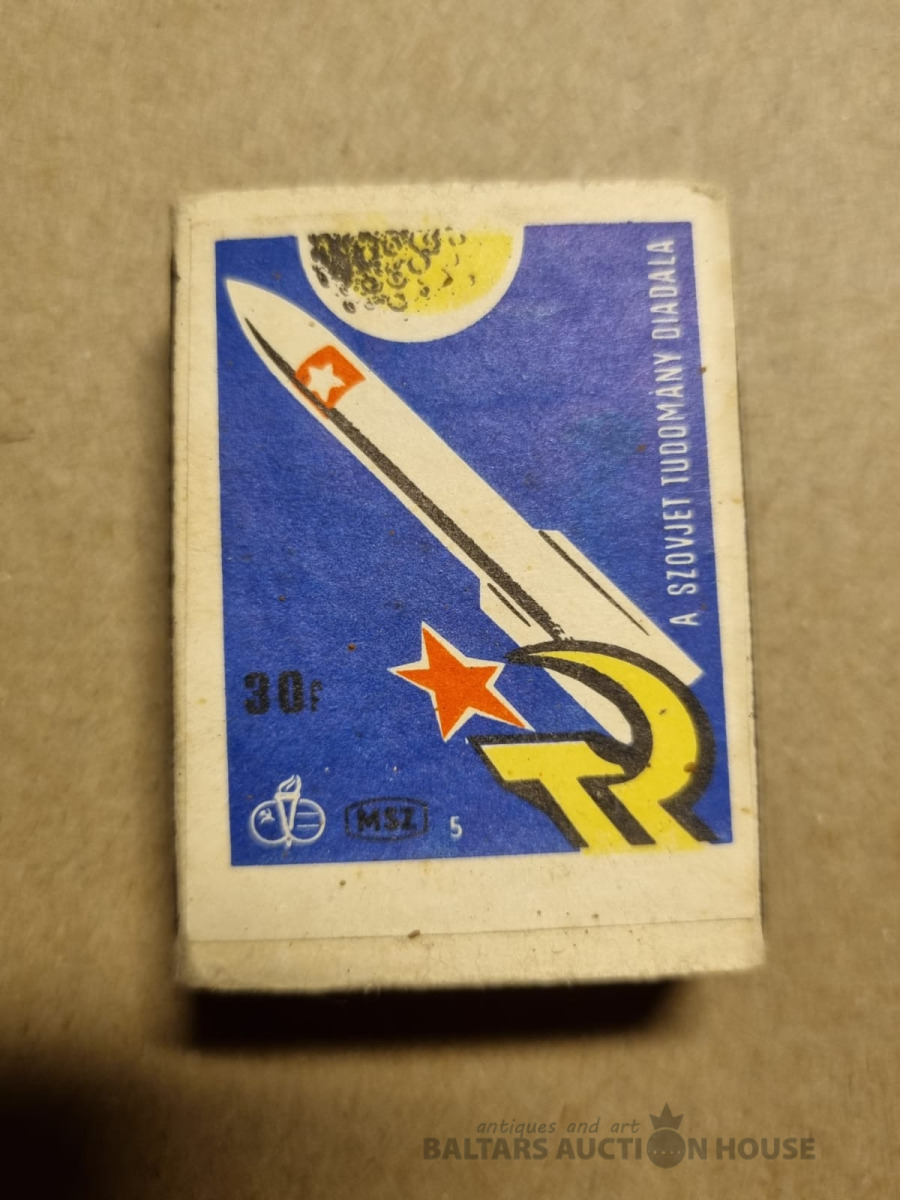 A SZOVJET TUDOMÁNY DIADALA
30f
MSZ 5
antiques and art
BALTARS AUCTION HOUSE